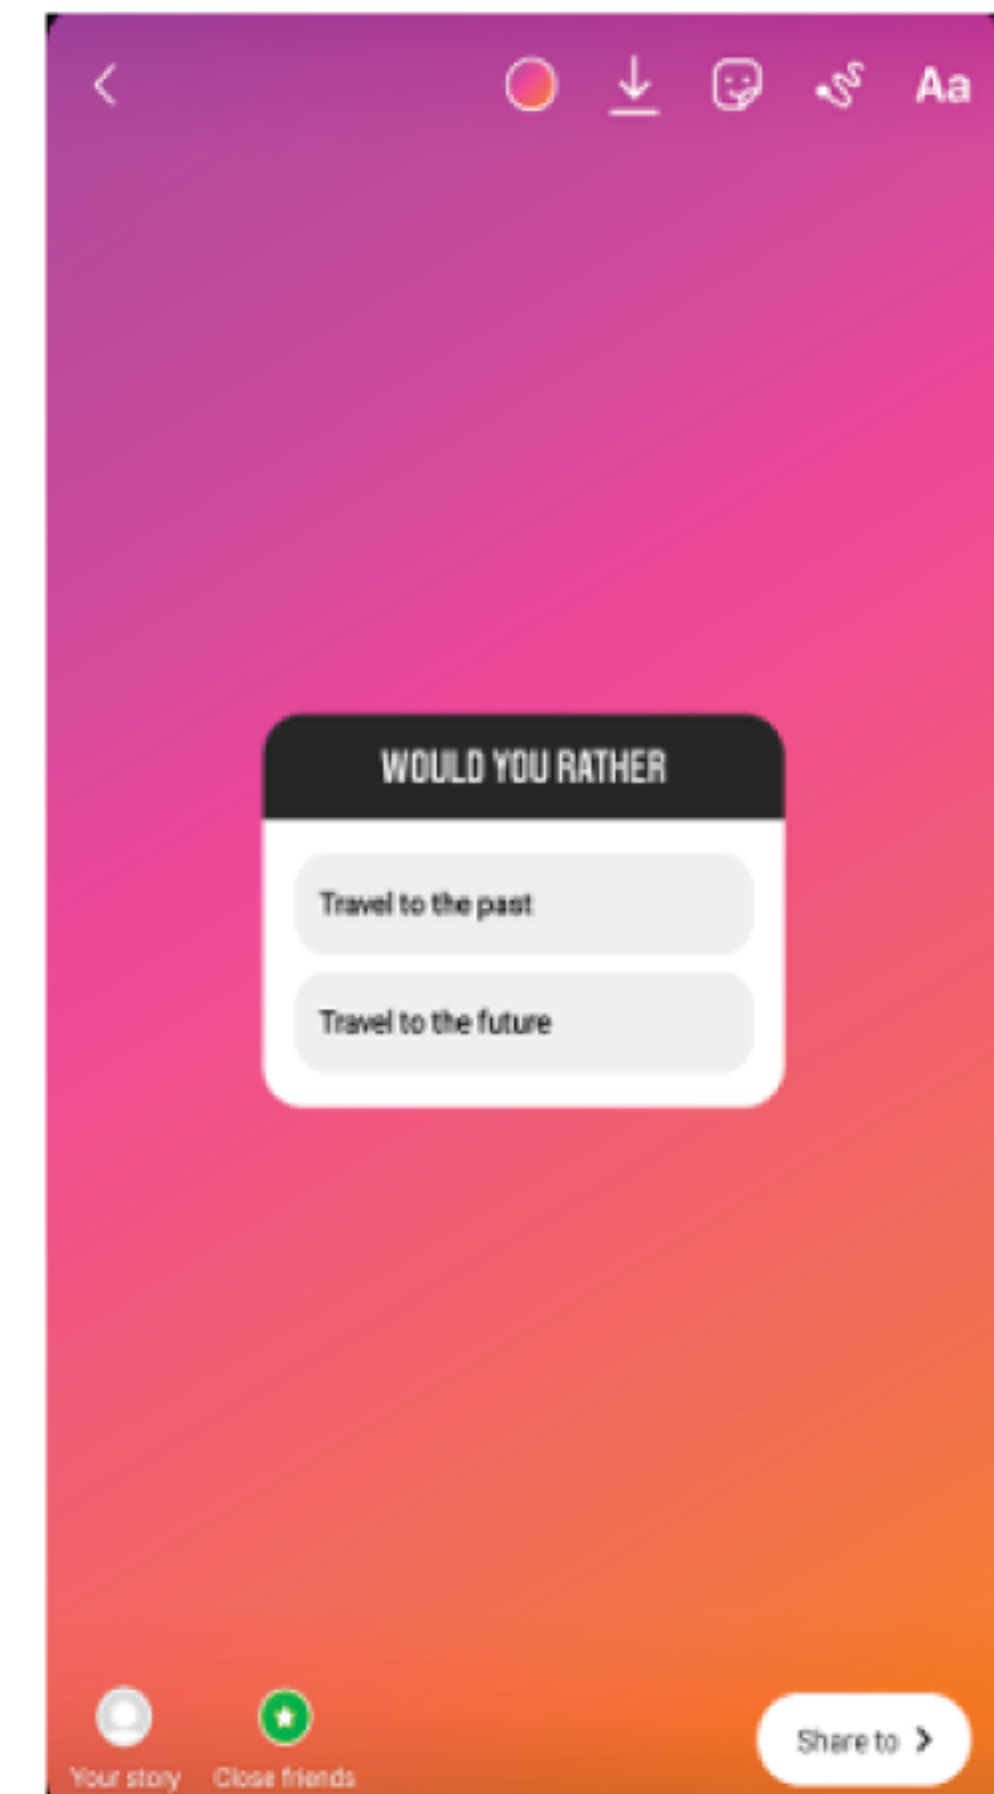 Aa
WOULD YOU RATHER
Travel to the past
Travel to the future
Share to
Your story
Close friends